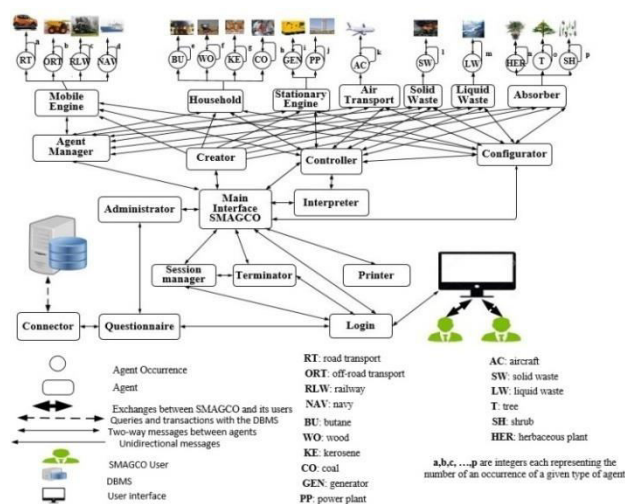 a b c d e f g h i j k l m n o p
RT ORT RLW NAV BU WO KE CO GEN PP AC SW LW HER T SH
Mobile Engine
Household
Stationary Engine
Air Transport
Solid Waste
Liquid Waste
Absorber
Agent Manager
Creator
Controller
Configurator
Administrator
Main Interface SMAGCO
Interpreter
Session manager
Terminator
Printer
Connector
Questionnaire
Login
Agent Occurrence
Agent
Exchanges between SMAGCO and its users
Queries and transactions with the DBMS
Two-way messages between agents
Unidirectional messages
SMAGCO User
DBMS
User interface
RT: road transport
ORT: off-road transport
RLW: railway
NAV: navy
BU: butane
WO: wood
KE: kerosene
CO: coal
GEN: generator
PP: power plant
AC: aircraft
SW: solid waste
LW: liquid waste
T: tree
SH: shrub
HER: herbaceous plant
a,b,c, ...,p are integers each representing
the number of an occurrence of a given type of agent